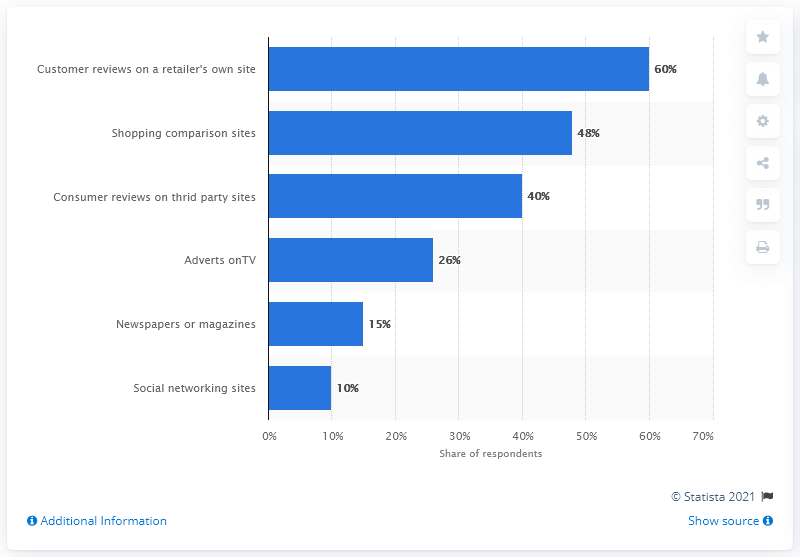 Customer reviews on a retailer's own site 60%
Shopping comparison sites 48%
Consumer reviews on thrid party sites 40%
Adverts onTV 26%
Newspapers or magazines 15%
Social networking sites 10%
0% 10% 20% 30% 40% 50% 60% 70%
Share of respondents
© Statista 2021
Additional Information Show source